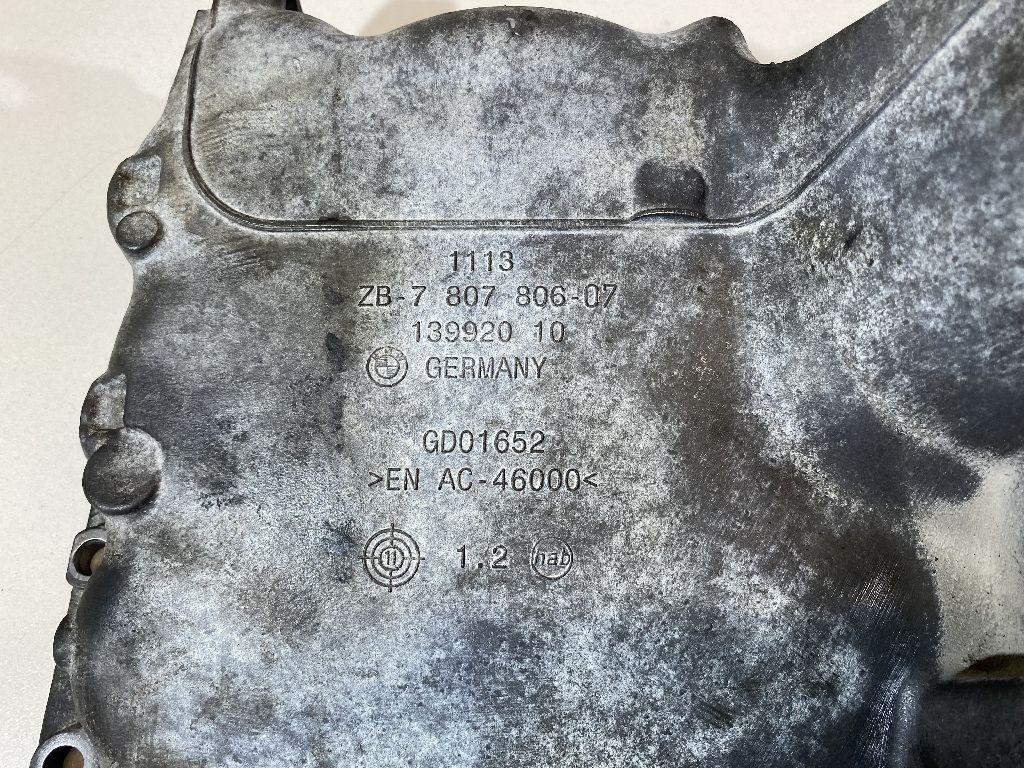 1113
ZB-7 807 806-07
139920 10
GERMANY
GD01652
>EN AC-46000<
1.2 hab